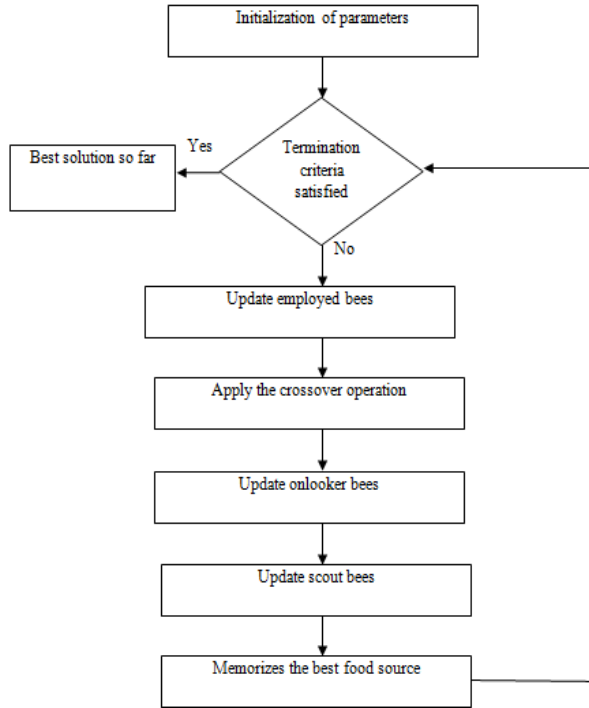 Initialization of parameters
Termination
criteria
satisfied
Yes
Best solution so far
No
Update employed bees
Apply the crossover operation
Update onlooker bees
Update scout bees
Memorizes the best food source